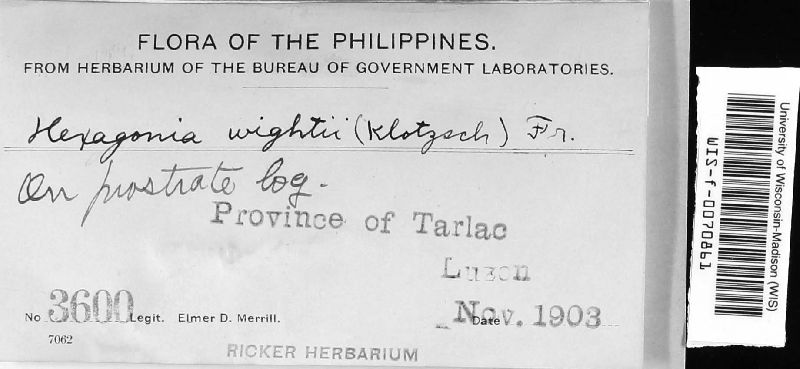 FLORA OF THE PHILIPPINES.
FROM HERBARIUM OF THE BUREAU OF GOVERNMENT LABORATORIES.
Hexagonia wightii (Klotzsch) Fr.
On prostrate log.
Province of Tarlac
Luzon
No 3600 Legit. Elmer D. Merrill. Date Nov. 1903
7062
RICKER HERBARIUM
University of Wisconsin-Madison (WIS)
WIS-f-0070861